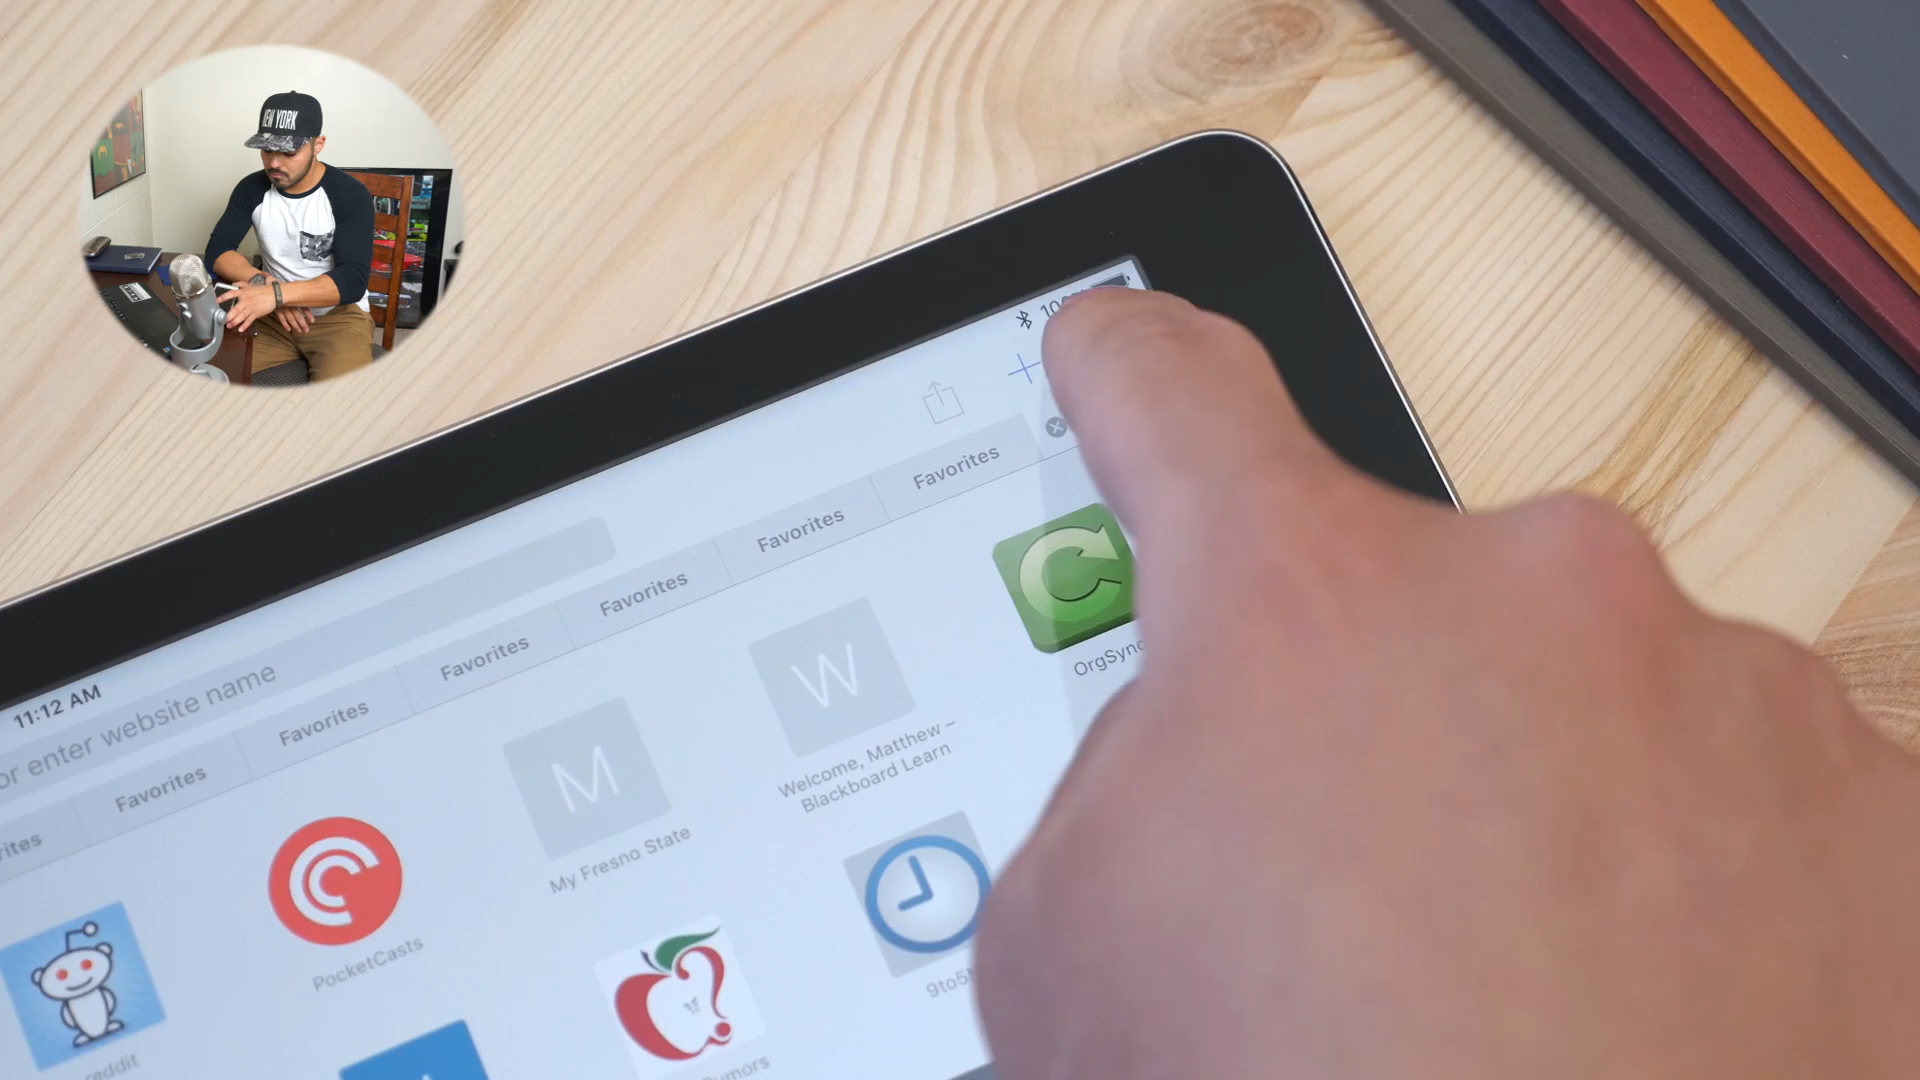 NEW YORK
11:12 AM
or enter website name
Favorites
Favorites
Favorites
Favorites
Favorites
Favorites
OrgSync
W
Welcome, Matthew –
Blackboard Learn
M
My Fresno State
PocketCasts
reddit